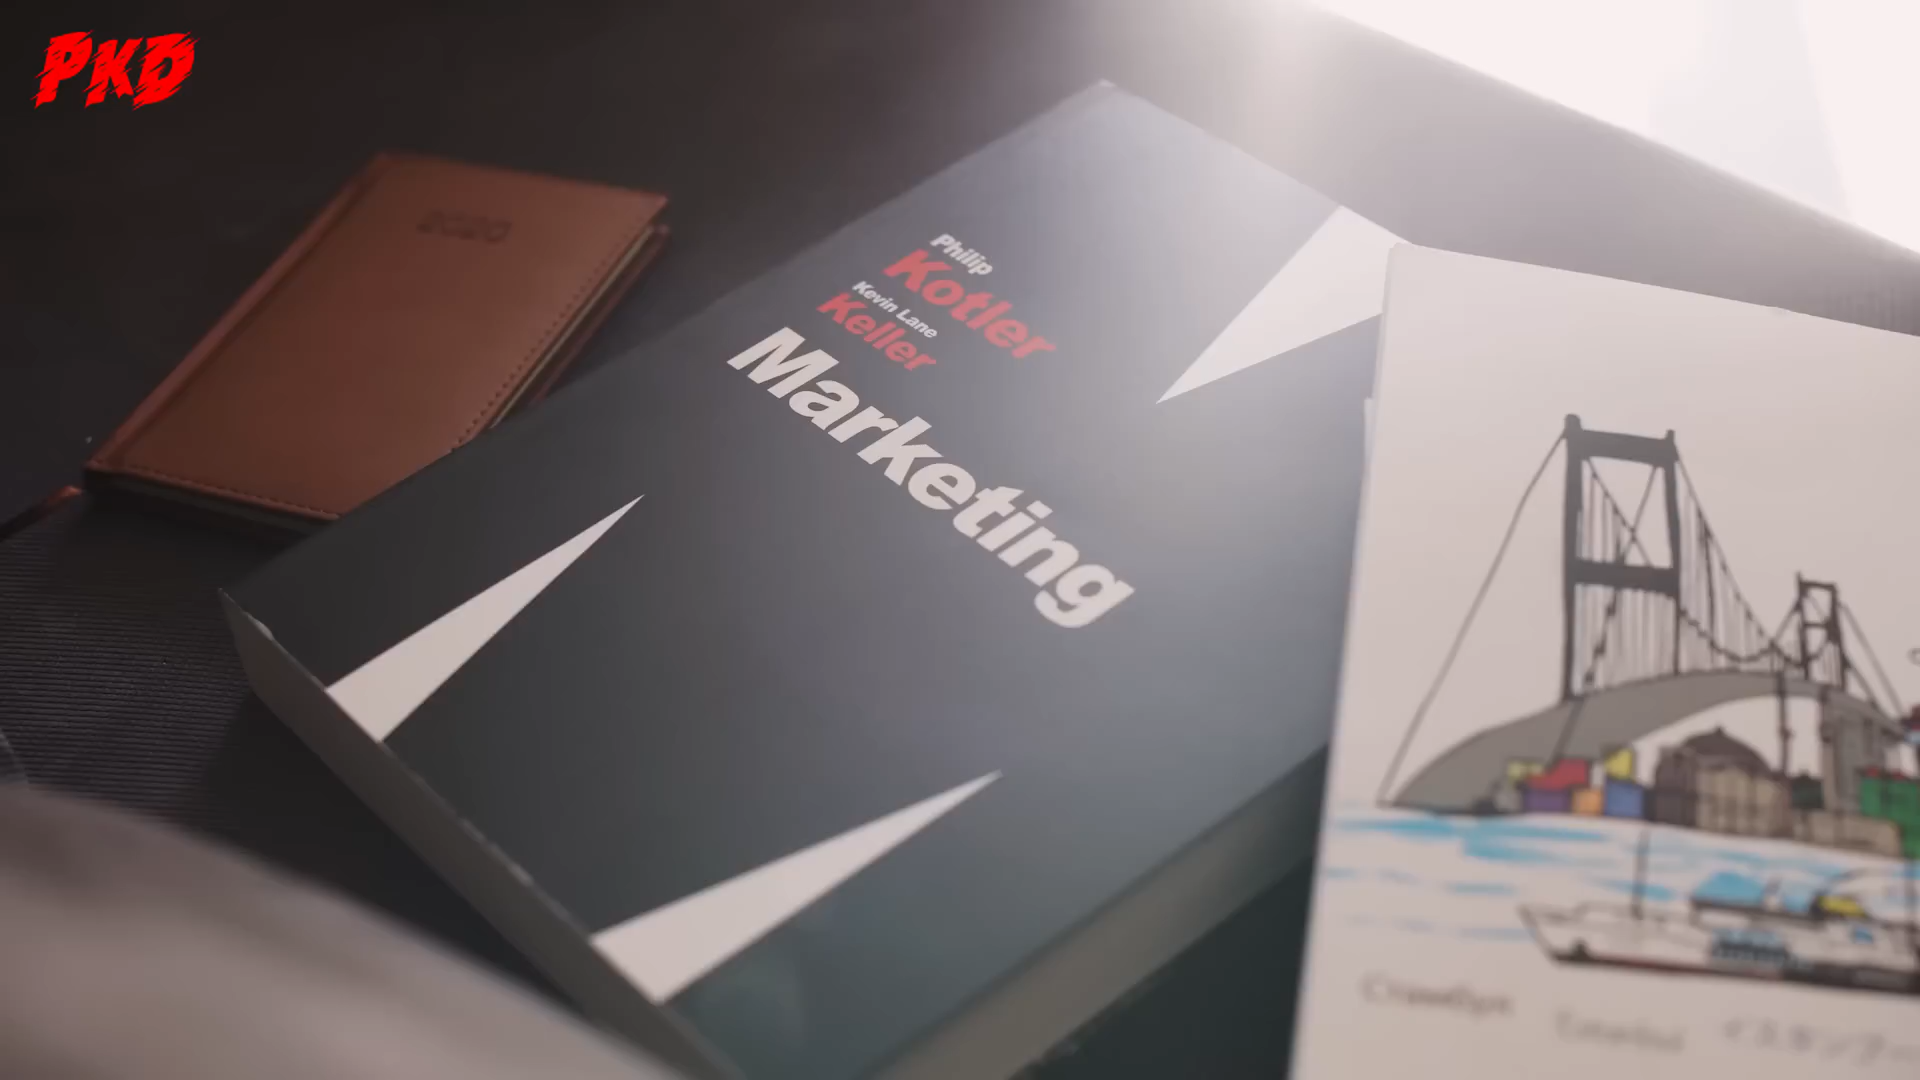 PKD
2020
Philip
Kotler
Kevin Lane
Keller
Marketing